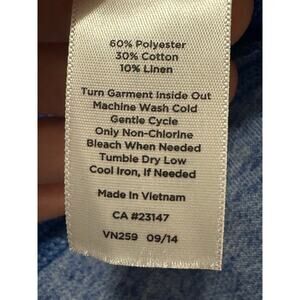 60% Polyester
30% Cotton
10% Linen
Turn Garment Inside Out
Machine Wash Cold
Gentle Cycle
Only Non-Chlorine
Bleach When Needed
Tumble Dry Low
Cool Iron, If Needed
Made In Vietnam
CA #23147
VN259 09/14